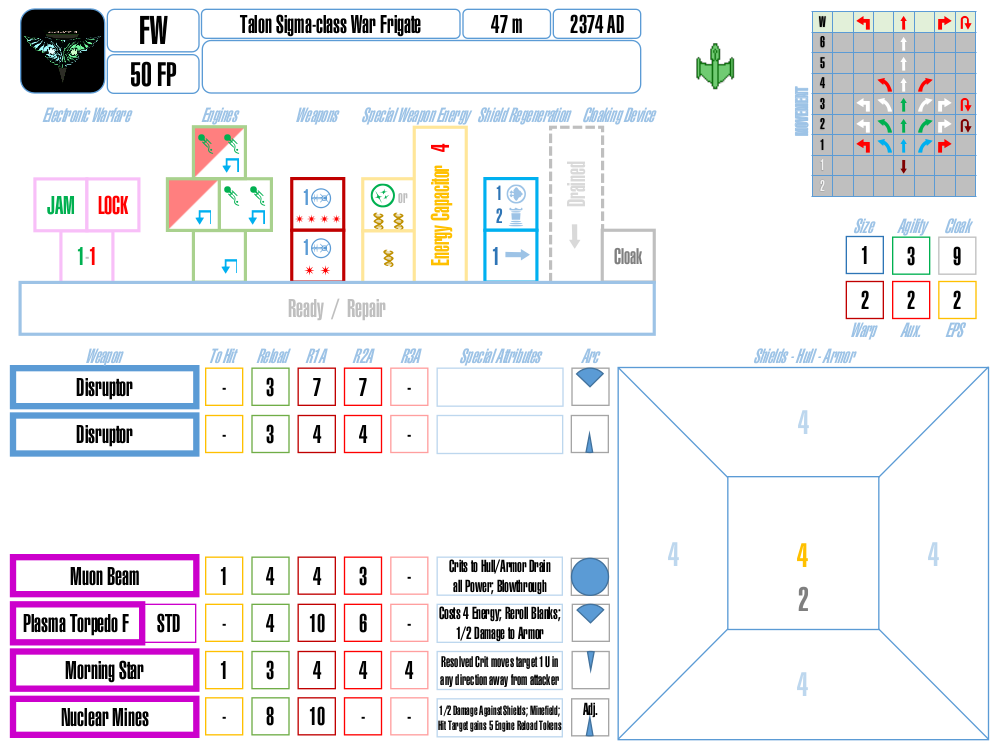 FW
Talon Sigma-class War Frigate
47 m
2374 AD
50 FP
Electronic Warfare
Engines
Weapons
Special Weapon Energy
Shield Regeneration
Cloaking Device
JAM
LOCK
1-1
1
1
or
Energy Capacitor 4
1
2
1
Drained
Cloak
Ready / Repair
MOVEMENT
W
6
5
4
3
2
1
1
2
Size
Agility
Cloak
1
3
9
2
2
2
Warp
Aux.
EPS
Weapon To Hit Reload R1A R2A R3A Special Attributes Arc
Disruptor - 3 7 7 -
Disruptor - 3 4 4 -
Muon Beam 1 4 4 3 - Crits to Hull/Armor Drain
all Power; Blowthrough
Plasma Torpedo F STD - 4 10 6 - Costs 4 Energy; Reroll Blanks;
1/2 Damage to Armor
Morning Star 1 3 4 4 4 Resolved Crit moves target 1 U in
any direction away from attacker
Nuclear Mines - 8 10 - - 1/2 Damage Against Shields; Minefield;
Hit Target gains 5 Engine Reload Tokens
Adj.
Shields - Hull - Armor
4
4
4
4
2
4